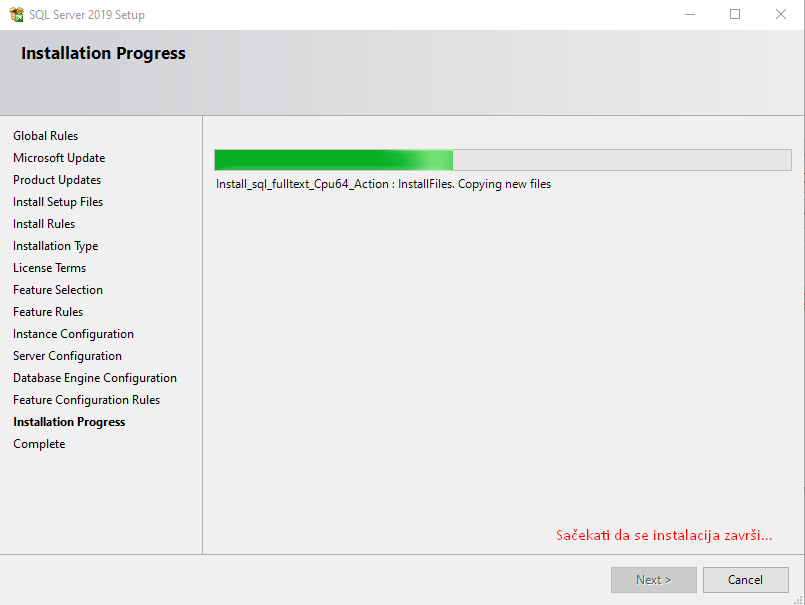 SQL Server 2019 Setup
Installation Progress
Global Rules
Microsoft Update
Product Updates
Install Setup Files
Install Rules
Installation Type
License Terms
Feature Selection
Feature Rules
Instance Configuration
Server Configuration
Database Engine Configuration
Feature Configuration Rules
Installation Progress
Complete
Install_sql_fulltext_Cpu64_Action : InstallFiles. Copying new files
Sačekati da se instalacija završi...
Next >
Cancel